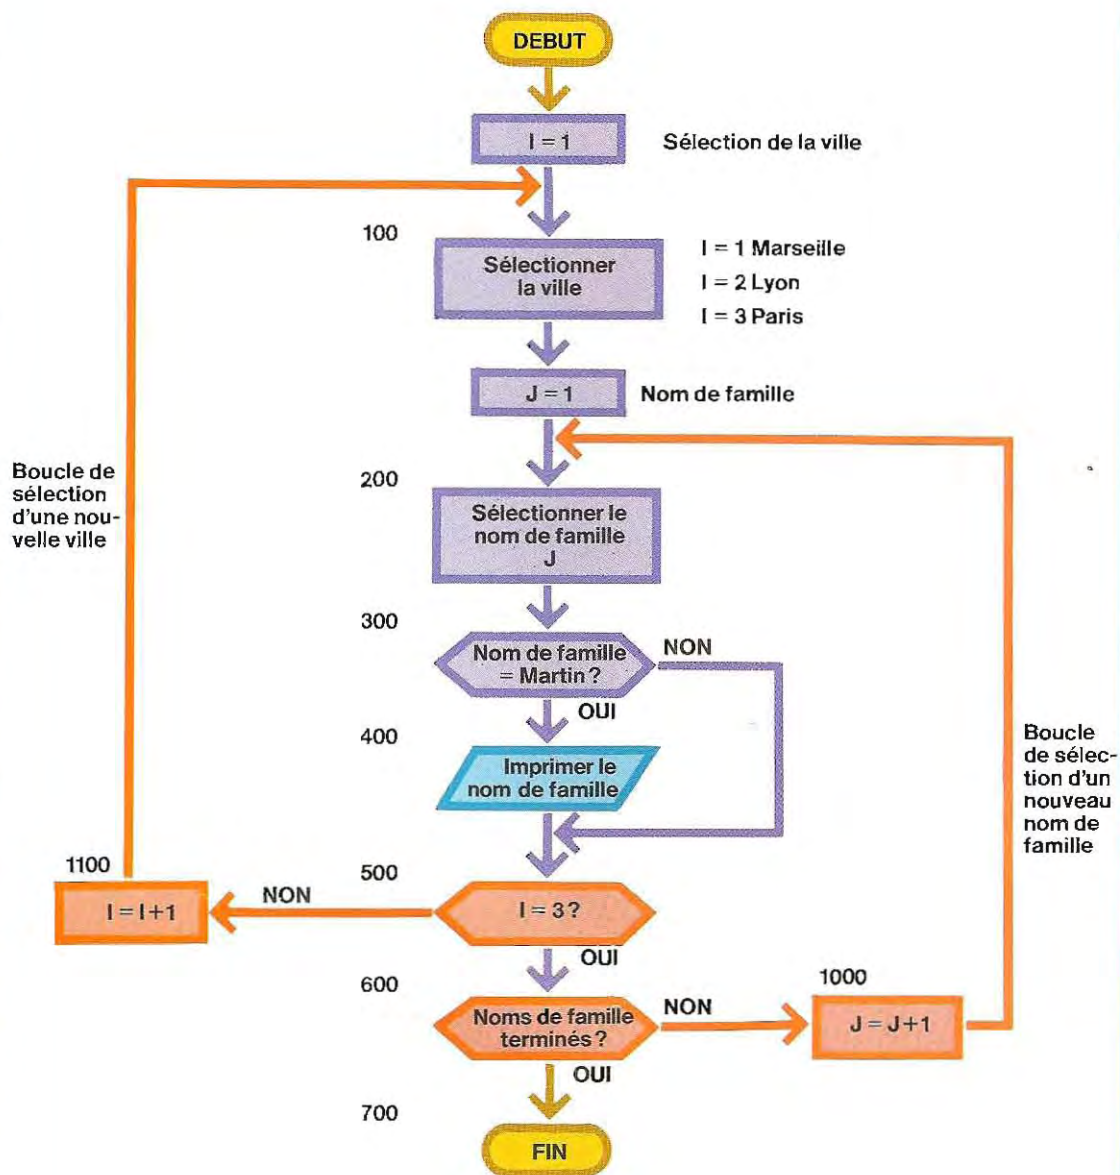 DEBUT
I = 1
Sélection de la ville
100
Sélectionner
la ville
I = 1 Marseille
I = 2 Lyon
I = 3 Paris
J = 1
Nom de famille
Boucle de
sélection
d'une nou-
velle ville
200
Sélectionner le
nom de famille
J
300
Nom de famille
= Martin ?
NON
OUI
400
Imprimer le
nom de famille
Boucle
de sélec-
tion d'un
nouveau
nom de
famille
1100
I = I+1
NON
500
I = 3 ?
OUI
600
Noms de famille
terminés ?
NON
1000
J = J+1
OUI
700
FIN